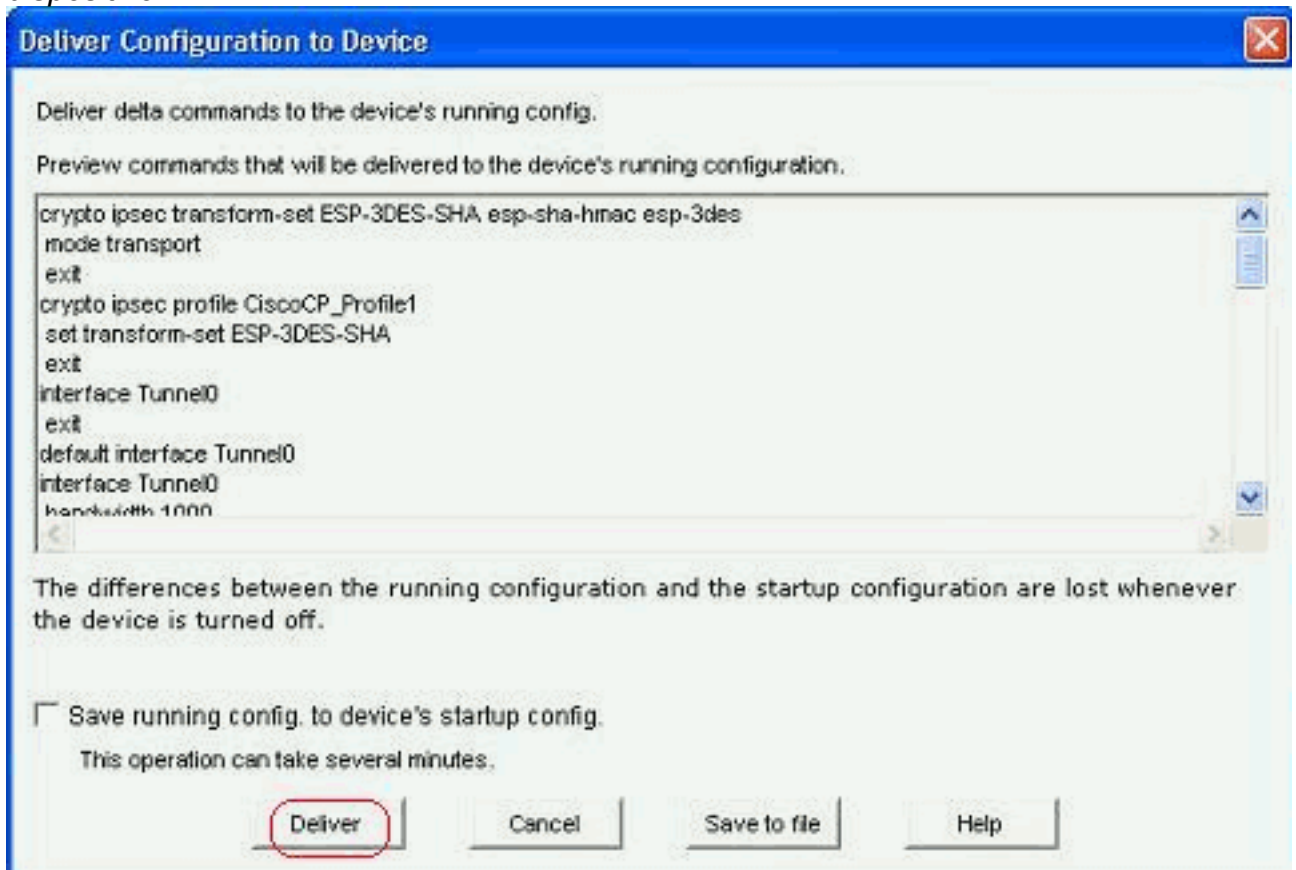 Deliver Configuration to Device
Deliver delta commands to the device's running config.
Preview commands that will be delivered to the device's running configuration.
crypto ipsec transform-set ESP-3DES-SHA esp-sha-hmac esp-3des
mode transport
exit
crypto ipsec profile CiscoCP_Profile1
set transform-set ESP-3DES-SHA
exit
interface Tunnel0
exit
default interface Tunnel0
interface Tunnel0
bandwidth 1000
The differences between the running configuration and the startup configuration are lost whenever
the device is turned off.
Save running config. to device's startup config.
This operation can take several minutes.
Deliver
Cancel
Save to file
Help